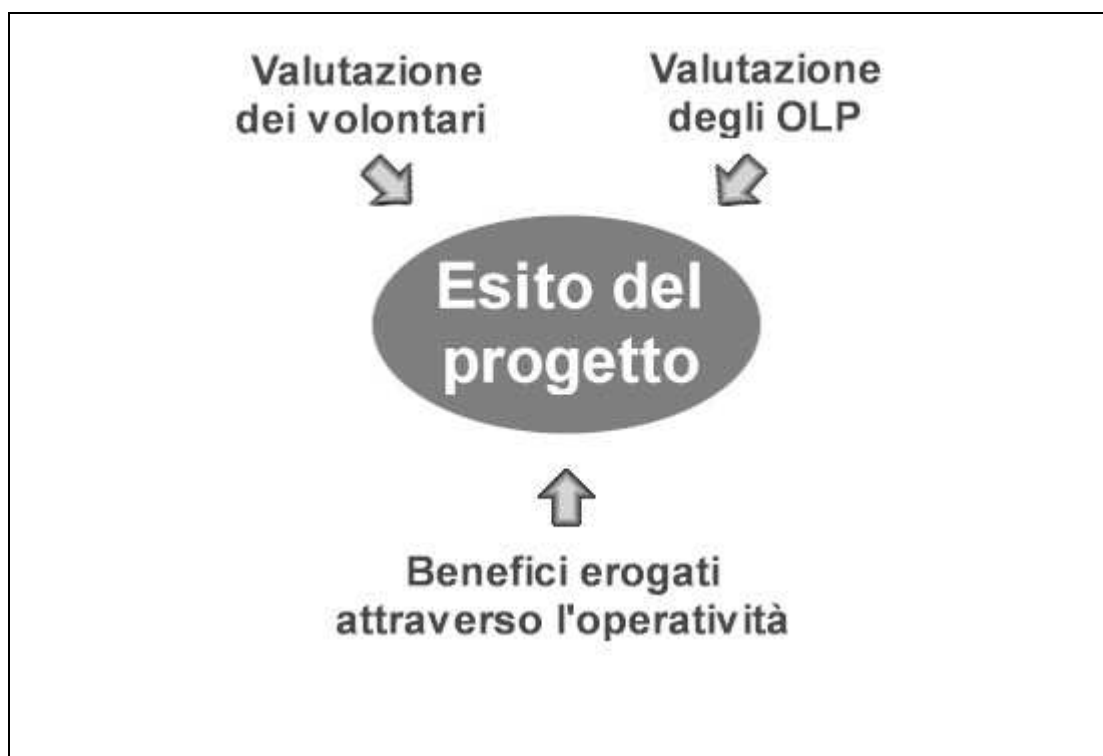 Valutazione
dei volontari
Valutazione
degli OLP
Esito del
progetto
Benefici erogati
attraverso l'operatività